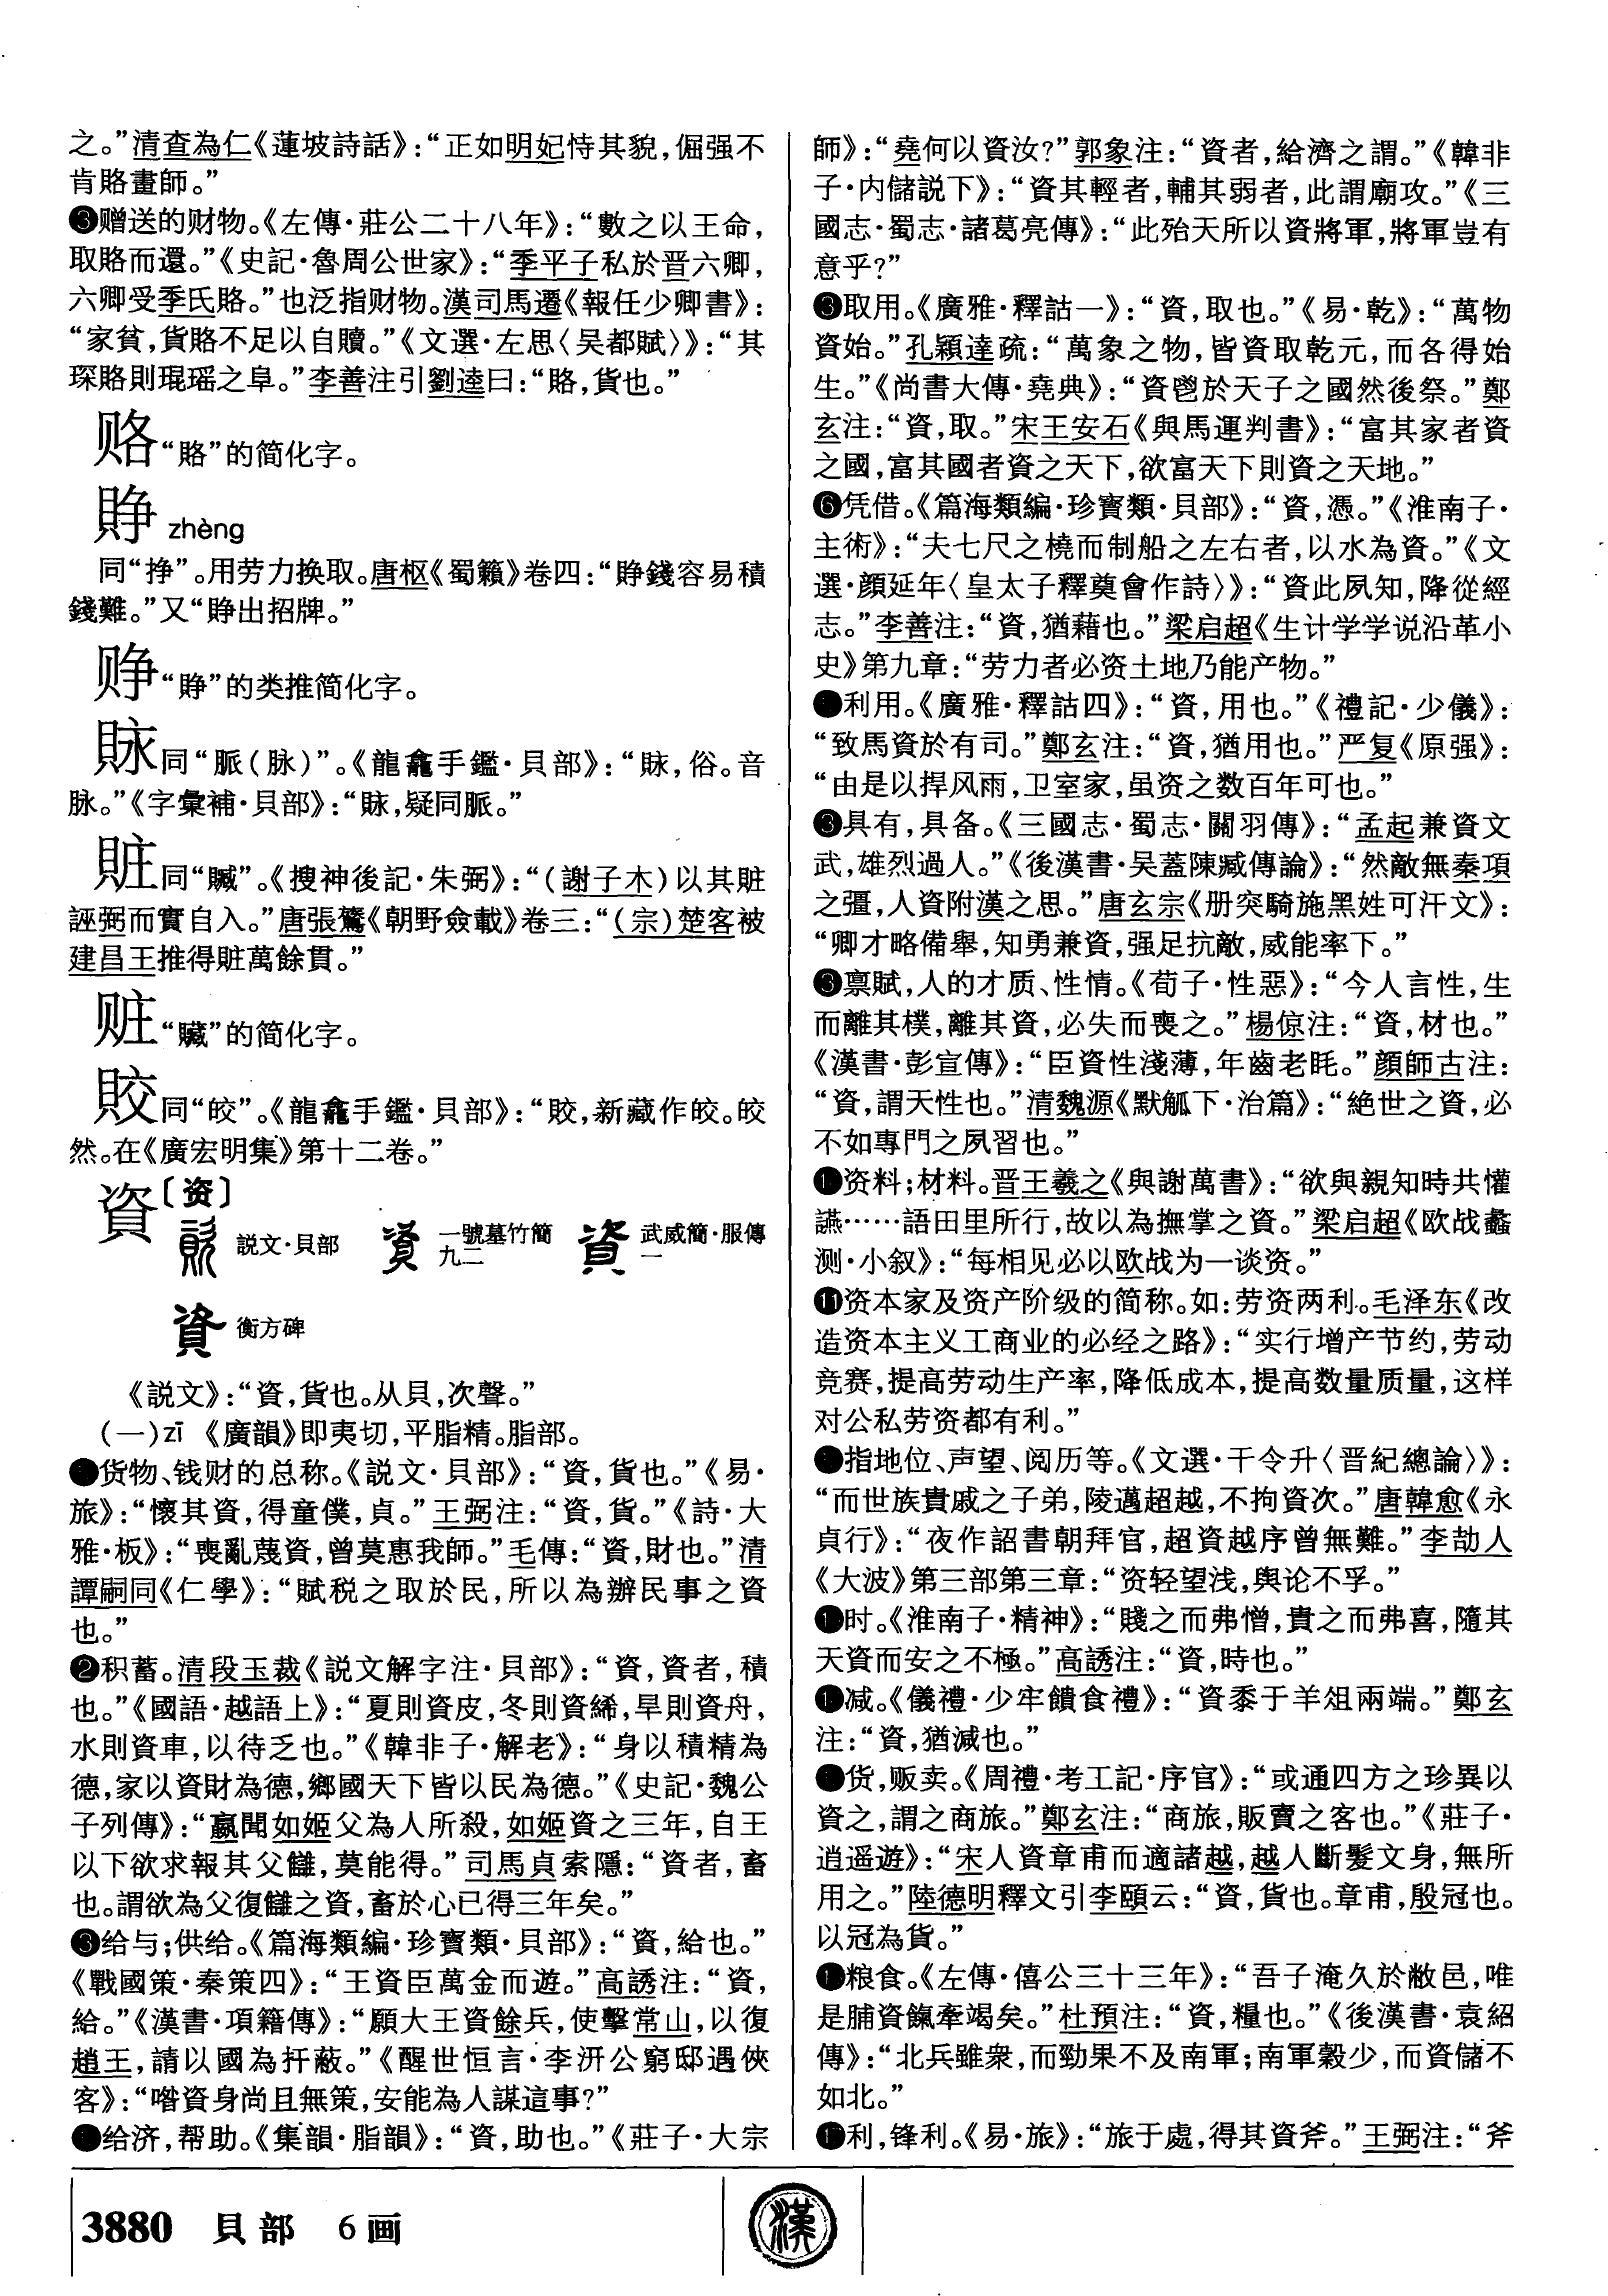 之。”清查為仁《蓮坡詩話》：“正如明妃恃其貌，倔强不
肯賂畫師。”
❸赠送的财物。《左傳·莊公二十八年》：“數之以王命，
取賂而還。”《史記·魯周公世家》：“季平子私於晋六卿，
六卿受季氏賂。”也泛指财物。漢司馬遷《報任少卿書》：
“家貧，貨賂不足以自贖。”《文選·左思〈吴都賦〉》：“其
琛賂則琨瑶之阜。”李善注引劉逵曰：“賂，貨也。”
赂“賂”的简化字。
睁 zhèng
同“挣”。用劳力换取。唐枢《蜀籟》卷四：“賆錢容易積
錢難。”又“出招牌。”
“”的类推简化字。
同“脈（脉）”。《龍龕手鑑·貝部》：“，俗。音
脉。”《字彙補·貝部》：“，疑同脈。”
賍同“贓”。《搜神後記·朱弼》：“（謝子木）以其賍
誣弼而實自入。”唐張鷟《朝野僉載》卷三：“（宗）楚客被
建昌王推得賍萬餘貫。”
赃“贓”的简化字。
同“皎”。《龍龕手鑑·貝部》：“，新藏作皎。皎
然。在《廣宏明集》第十二卷。”
資〔资〕
説文·貝部 一號墓竹簡九二 武威簡·服傳一
衡方碑
《説文》：“資，貨也。从貝，次聲。”
（一）zī 《廣韻》即夷切，平脂精。脂部。
❶货物、钱财的总称。《説文·貝部》：“資，貨也。”《易·
旅》：“懷其資，得童僕，貞。”王弼注：“資，貨。”《詩·大
雅·板》：“喪亂蔑資，曾莫惠我師。”毛傳：“資，財也。”清
譚嗣同《仁學》：“賦税之取於民，所以為辦民事之資
也。”
❷积蓄。清段玉裁《説文解字注·貝部》：“資，資者，積
也。”《國語·越語上》：“夏則資皮，冬則資絺，旱則資舟，
水則資車，以待乏也。”《韓非子·解老》：“身以積精為
德，家以資財為德，鄉國天下皆以民為德。”《史記·魏公
子列傳》：“嬴聞如姬父為人所殺，如姬資之三年，自王
以下欲求報其父讎，莫能得。”司馬貞索隱：“資者，畜
也。謂欲為父復讎之資，畜於心已得三年矣。”
❸给与；供给。《篇海類編·珍寳類·貝部》：“資，給也。”
《戰國策·秦策四》：“王資臣萬金而遊。”高誘注：“資，
給。”《漢書·項籍傳》：“願大王資餘兵，使擊常山，以復
趙王，請以國為扞蔽。”《醒世恒言·李汧公窮邸遇俠
客》：“喒資身尚且無策，安能為人謀這事？”
给济，帮助。《集韻·脂韻》：“資，助也。”《莊子·大宗
師》：“堯何以資汝？”郭象注：“資者，給濟之謂。”《韓非
子·内儲説下》：“資其輕者，輔其弱者，此謂廟攻。”《三
國志·蜀志·諸葛亮傳》：“此殆天所以資將軍，將軍豈有
意乎？”
取用。《廣雅·釋詁一》：“資，取也。”《易·乾》：“萬物
資始。”孔穎達疏：“萬象之物，皆資取乾元，而各得始
生。”《尚書大傳·堯典》：“資鬯於天子之國然後祭。”鄭
玄注：“資，取。”宋王安石《與馬運判書》：“富其家者資
之國，富其國者資之天下，欲富天下則資之天地。”
❻凭借。《篇海類編·珍寳類·貝部》：“資，憑。”《淮南子·
主術》：“夫七尺之橈而制船之左右者，以水為資。”《文
選·顔延年〈皇太子釋奠會作詩〉》：“資此夙知，降從經
志。”李善注：“資，猶藉也。”梁启超《生计学学说沿革小
史》第九章：“劳力者必资土地乃能产物。”
利用。《廣雅·釋詁四》：“資，用也。”《禮記·少儀》：
“致馬資於有司。”鄭玄注：“資，猶用也。”严复《原强》：
“由是以捍风雨，卫室家，虽资之数百年可也。”
具有，具备。《三國志·蜀志·關羽傳》：“孟起兼資文
武，雄烈過人。”《後漢書·吴蓋陳臧傳論》：“然敵無秦項
之彊，人資附漢之思。”唐玄宗《册突騎施黑姓可汗文》：
“卿才略備舉，知勇兼資，强足抗敵，威能率下。”
禀賦，人的才质、性情。《荀子·性惡》：“今人言性，生
而離其樸，離其資，必失而喪之。”楊倞注：“資，材也。”
《漢書·彭宣傳》：“臣資性淺薄，年齒老眊。”顔師古注：
“資，謂天性也。”清魏源《默觚下·治篇》：“絶世之資，必
不如專門之夙習也。”
资料；材料。晋王羲之《與謝萬書》：“欲與親知時共懽
讌……語田里所行，故以為撫掌之資。”梁启超《欧战蠡
测·小叙》：“每相见必以欧战为一谈资。”
⓫资本家及资产阶级的简称。如：劳资两利。毛泽东《改
造资本主义工商业的必经之路》：“实行增产节约，劳动
竞赛，提高劳动生产率，降低成本，提高数量质量，这样
对公私劳资都有利。”
指地位、声望、阅历等。《文選·干令升〈晋紀總論〉》：
“而世族貴戚之子弟，陵邁超越，不拘資次。”唐韓愈《永
貞行》：“夜作詔書朝拜官，超資越序曾無難。”李劼人
《大波》第三部第三章：“资轻望浅，舆论不孚。”
时。《淮南子·精神》：“賤之而弗憎，貴之而弗喜，隨其
天資而安之不極。”高誘注：“資，時也。”
减。《儀禮·少牢饋食禮》：“資黍于羊俎兩端。”鄭玄
注：“資，猶減也。”
货，贩卖。《周禮·考工記·序官》：“或通四方之珍異以
資之，謂之商旅。”鄭玄注：“商旅，販賣之客也。”《莊子·
逍遥遊》：“宋人資章甫而適諸越，越人斷髮文身，無所
用之。”陸德明釋文引李頤云：“資，貨也。章甫，殷冠也。
以冠為貨。”
粮食。《左傳·僖公三十三年》：“吾子淹久於敝邑，唯
是脯資餼牽竭矣。”杜預注：“資，糧也。”《後漢書·袁紹
傳》：“北兵雖衆，而勁果不及南軍；南軍穀少，而資儲不
如北。”
利，锋利。《易·旅》：“旅于處，得其資斧。”王弼注：“斧
3880 貝部 6画
漢